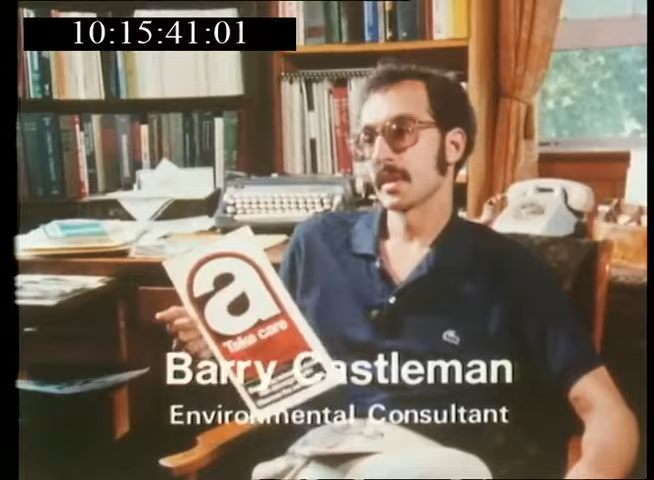 10:15:41:01
a
Take care
Barry Castleman
Environmental Consultant